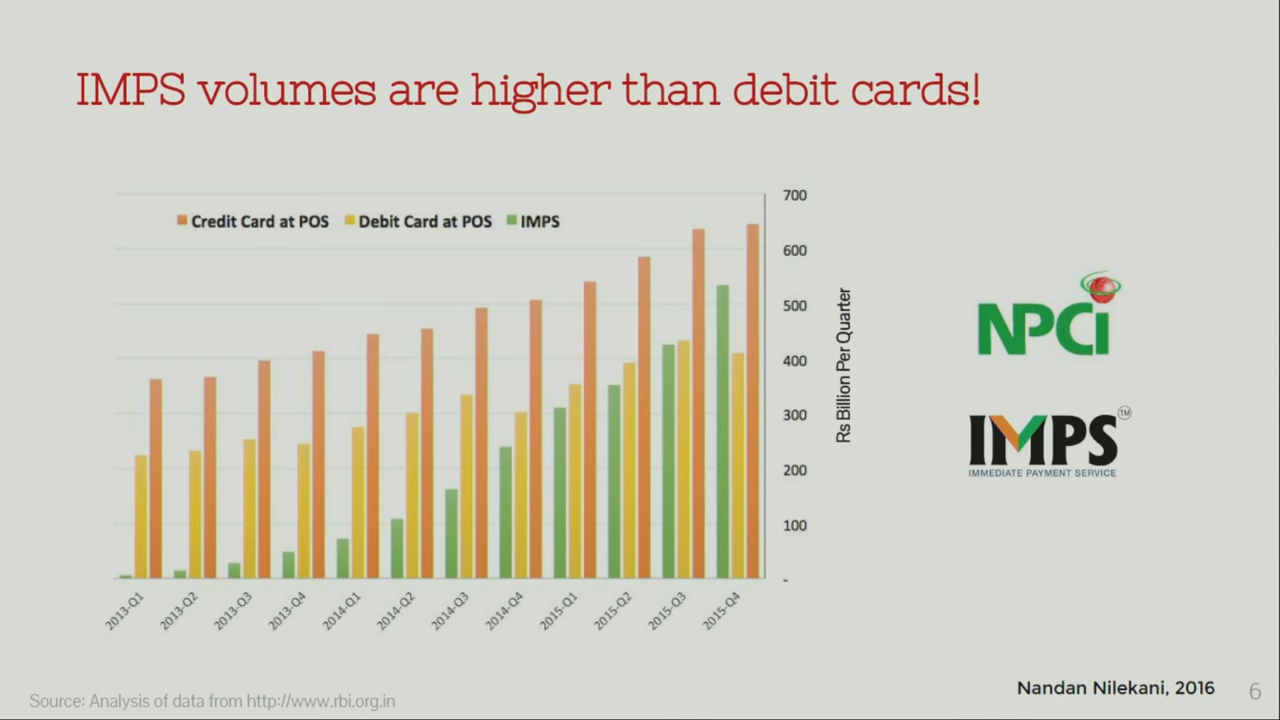 IMPS volumes are higher than debit cards!
Credit Card at POS Debit Card at POS IMPS
700
600
500
400
300
200
100
-
Rs Billion Per Quarter
2013-Q1
2013-Q2
2013-Q3
2013-Q4
2014-Q1
2014-Q2
2014-Q3
2014-Q4
2015-Q1
2015-Q2
2015-Q3
2015-Q4
NPCI
IMPS TM
IMMEDIATE PAYMENT SERVICE
Source: Analysis of data from http://www.rbi.org.in
Nandan Nilekani, 2016
6